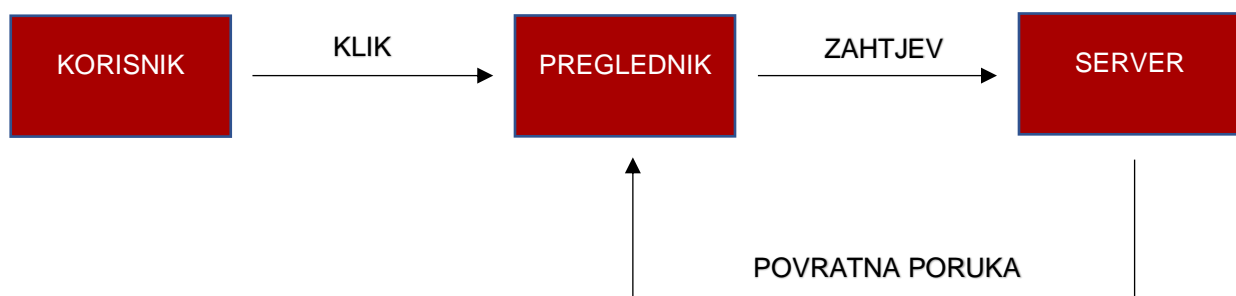 KORISNIK
KLIK
PREGLEDNIK
ZAHTJEV
SERVER
POVRATNA PORUKA